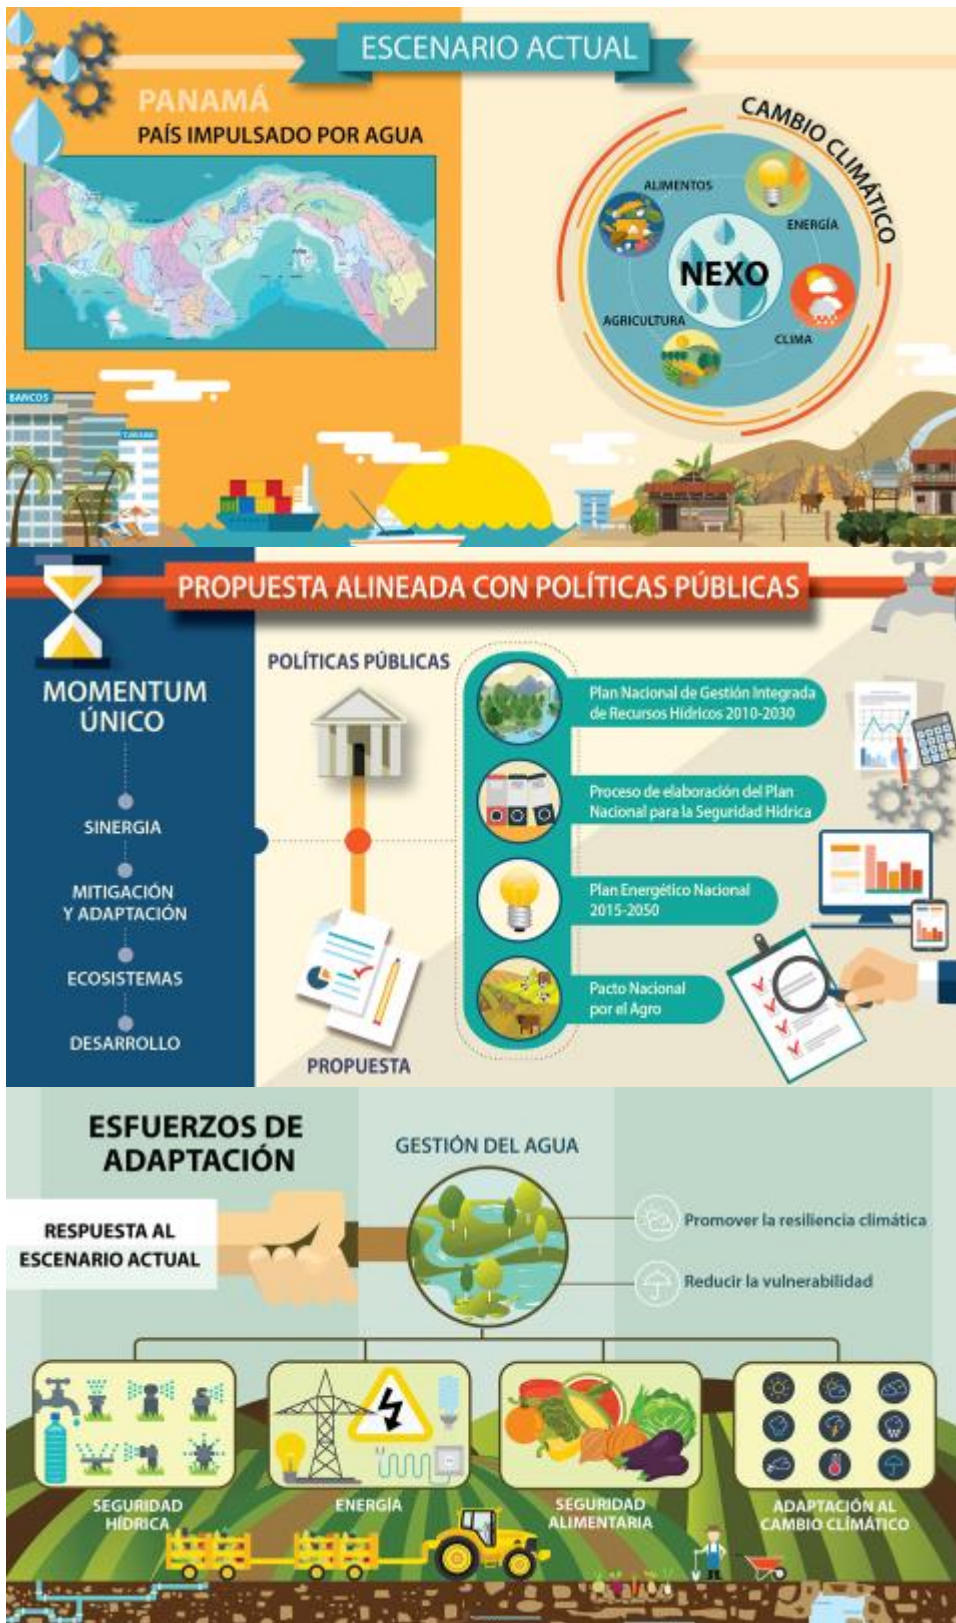 ESCENARIO ACTUAL
PANAMÁ
PAÍS IMPULSADO POR AGUA
CAMBIO CLIMÁTICO
ALIMENTOS
ENERGÍA
NEXO
AGRICULTURA
CLIMA
BANCOS
PROPUESTA ALINEADA CON POLÍTICAS PÚBLICAS
MOMENTUM
ÚNICO
SINERGIA
MITIGACIÓN
Y ADAPTACIÓN
ECOSISTEMAS
DESARROLLO
POLÍTICAS PÚBLICAS
PROPUESTA
Plan Nacional de Gestión Integrada
de Recursos Hídricos 2010-2030
Proceso de elaboración del Plan
Nacional para la Seguridad Hídrica
Plan Energético Nacional
2015-2050
Pacto Nacional
por el Agro
ESFUERZOS DE
ADAPTACIÓN
RESPUESTA AL
ESCENARIO ACTUAL
GESTIÓN DEL AGUA
Promover la resiliencia climática
Reducir la vulnerabilidad
SEGURIDAD
HÍDRICA
ENERGÍA
SEGURIDAD
ALIMENTARIA
ADAPTACIÓN AL
CAMBIO CLÍMÁTICO